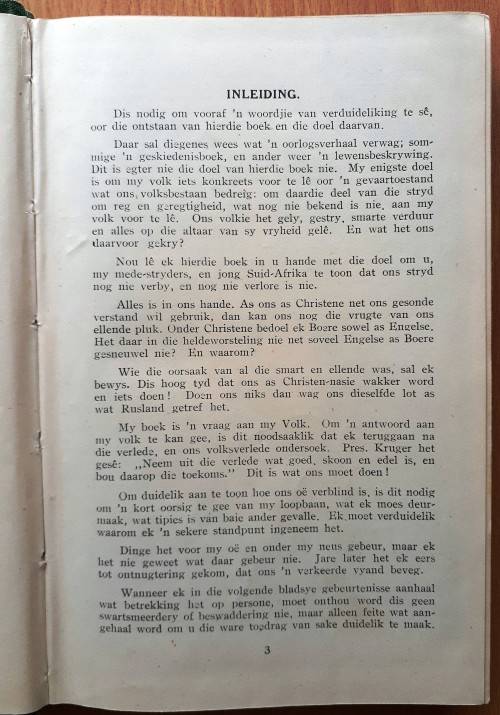 INLEIDING.
Dis nodig om vooraf 'n woordjie van verduideliking te sê,
oor die ontstaan van hierdie boek en die doel daarvan.
Daar sal diegenes wees wat 'n oorlogsverhaal verwag; som-
mige 'n geskiedenisboek, en ander weer 'n lewensbeskrywing.
Dit is egter nie die doel van hierdie boek nie. My enigste doel
is om my volk iets konkreets voor te lê oor 'n gevaartoestand
wat ons volksbestaan bedreig: om daardie deel van die stryd
om reg en geregtigheid, wat nog nie bekend is nie, aan my
volk voor te lê. Ons volkie het gely, gestry, smarte verduur
en alles op die altaar van sy vryheid gelê. En wat het ons
daarvoor gekry?
Nou lê ek hierdie boek in u hande met die doel om u,
my mede-stryders, en jong Suid-Afrika te toon dat ons stryd
nog nie verby, en nog nie verlore is nie.
Alles is in ons hande. As ons as Christene net ons gesonde
verstand wil gebruik, dan kan ons nog die vrugte van ons
ellende pluk. Onder Christene bedoel ek Boere sowel as Engelse.
Het daar in die heldeworsteling nie net soveel Engelse as Boere
gesneuwel nie? En waarom?
Wie die oorsaak van al die smart en ellende was, sal ek
bewys. Dis hoog tyd dat ons as Christen-nasie wakker word
en iets doen! Doen ons niks dan wag ons dieselfde lot as
wat Rusland getref het.
My boek is 'n vraag aan my Volk. Om 'n antwoord aan
my volk te kan gee, is dit noodsaaklik dat ek teruggaan na
die verlede, en ons volksverlede ondersoek. Pres. Kruger het
gesê: „Neem uit die verlede wat goed, skoon en edel is, en
bou daarop die toekoms.” Dit is wat ons moet doen!
Om duidelik aan te toon hoe ons oë verblind is, is dit nodig
om 'n kort oorsig te gee van my loopbaan, wat ek moes deur-
maak, wat tipies is van baie ander gevalle. Ek moet verduidelik
waarom ek 'n sekere standpunt ingeneem het.
Dinge het voor my oë en onder my neus gebeur, maar ek
het nie geweet wat daar gebeur nie. Jare later het ek eers
tot ontnugtering gekom, dat ons 'n verkeerde vyand beveg.
Wanneer ek in die volgende bladsye gebeurtenisse aanhaal
wat betrekking het op persone, moet onthou word dis geen
swartsmeerdery of beswaddering nie, maar alleen feite wat aan-
gehaal word om u die ware toedrag van sake duidelik te maak.
3